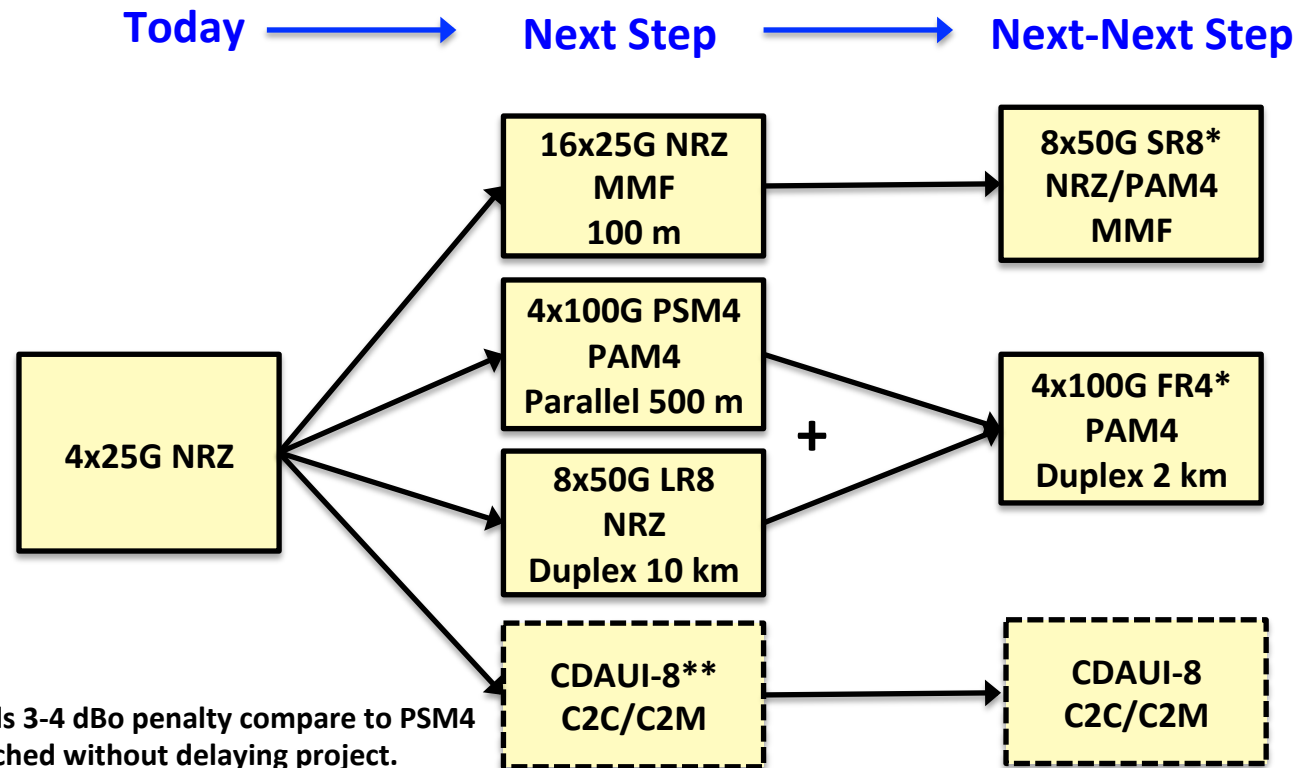 Today
Next Step
Next-Next Step
4x25G NRZ
16x25G NRZ
MMF
100 m
4x100G PSM4
PAM4
Parallel 500 m
8x50G LR8
NRZ
Duplex 10 km
CDAUI-8**
C2C/C2M
8x50G SR8*
NRZ/PAM4
MMF
+
4x100G FR4*
PAM4
Duplex 2 km
CDAUI-8
C2C/C2M
3-4 dBo penalty compare to PSM4
without delaying project.